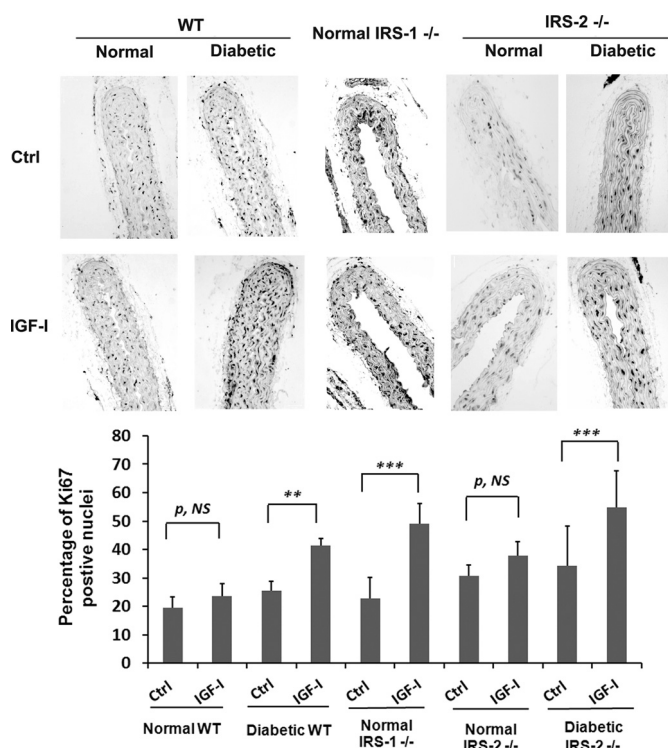 WT
Normal IRS-1 -/-
IRS-2 -/-
Normal
Diabetic
Normal
Diabetic
Ctrl
IGF-I
Percentage of Ki67
postive nuclei
80
70
60
50
40
30
20
10
0
p, NS
**
***
p, NS
***
Ctrl
IGF-I
Ctrl
IGF-I
Ctrl
IGF-I
Ctrl
IGF-I
Ctrl
IGF-I
Normal WT
Diabetic WT
Normal
IRS-1 -/-
Normal
IRS-2 -/-
Diabetic
IRS-2 -/-